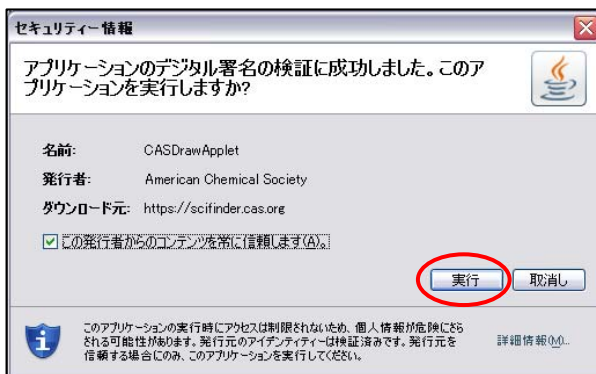 セキュリティー情報
アプリケーションのデジタル署名の検証に成功しました。このア
プリケーションを実行しますか?
名前: CASDrawApplet
発行者: American Chemical Society
ダウンロード元: https://scifinder.cas.org
この発行者からのコンテンツを常に信頼します(A)。
実行 取消し
このアプリケーションの実行時にアクセスは制限されないため、個人情報が危険にさら
される可能性があります。発行元のアイデンティティーは検証済みです。発行元を
信頼する場合にのみ、このアプリケーションを実行してください。
詳細情報(M)...